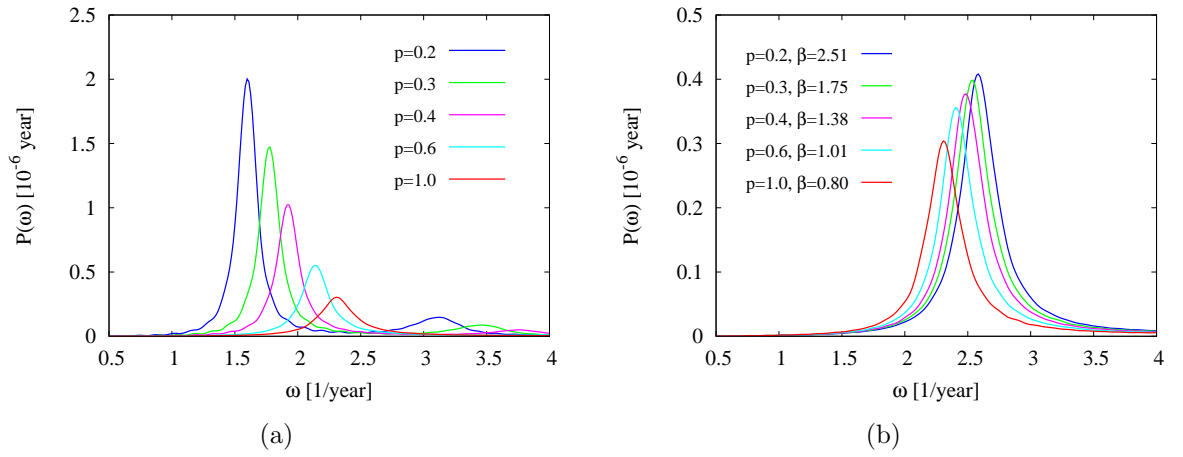 2.5
2
1.5
1
0.5
0
P(ω) [10⁻⁶ year]
p=0.2
p=0.3
p=0.4
p=0.6
p=1.0
0.5 1 1.5 2 2.5 3 3.5 4
ω [1/year]
(a)
0.5
0.4
0.3
0.2
0.1
0
P(ω) [10⁻⁶ year]
p=0.2, β=2.51
p=0.3, β=1.75
p=0.4, β=1.38
p=0.6, β=1.01
p=1.0, β=0.80
0.5 1 1.5 2 2.5 3 3.5 4
ω [1/year]
(b)